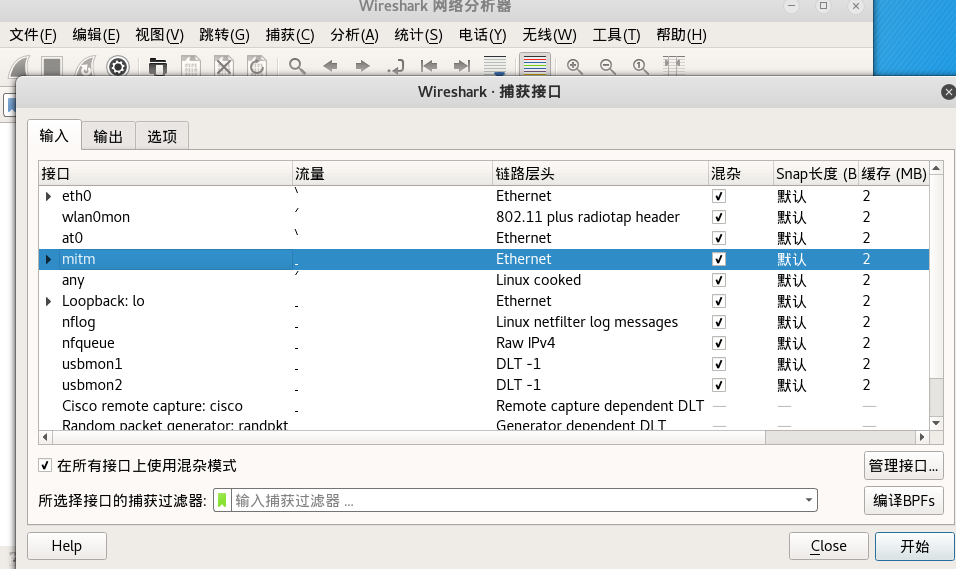 Wireshark 网络分析器
文件(F) 编辑(E) 视图(V) 跳转(G) 捕获(C) 分析(A) 统计(S) 电话(Y) 无线(W) 工具(T) 帮助(H)
Wireshark · 捕获接口
输入 输出 选项
接口 流量 链路层头 混杂 Snap长度 (B 缓存 (MB)
eth0 Ethernet 默认 2
wlan0mon 802.11 plus radiotap header 默认 2
at0 Ethernet 默认 2
mitm Ethernet 默认 2
any Linux cooked 默认 2
Loopback: lo Ethernet 默认 2
nflog Linux netfilter log messages 默认 2
nfqueue Raw IPv4 默认 2
usbmon1 DLT -1 默认 2
usbmon2 DLT -1 默认 2
Cisco remote capture: cisco Remote capture dependent DLT — — —
Random packet generator: randpkt Generator dependent DLT — — —
在所有接口上使用混杂模式 管理接口...
所选择接口的捕获过滤器: 输入捕获过滤器 ... 编译BPFs
Help Close 开始